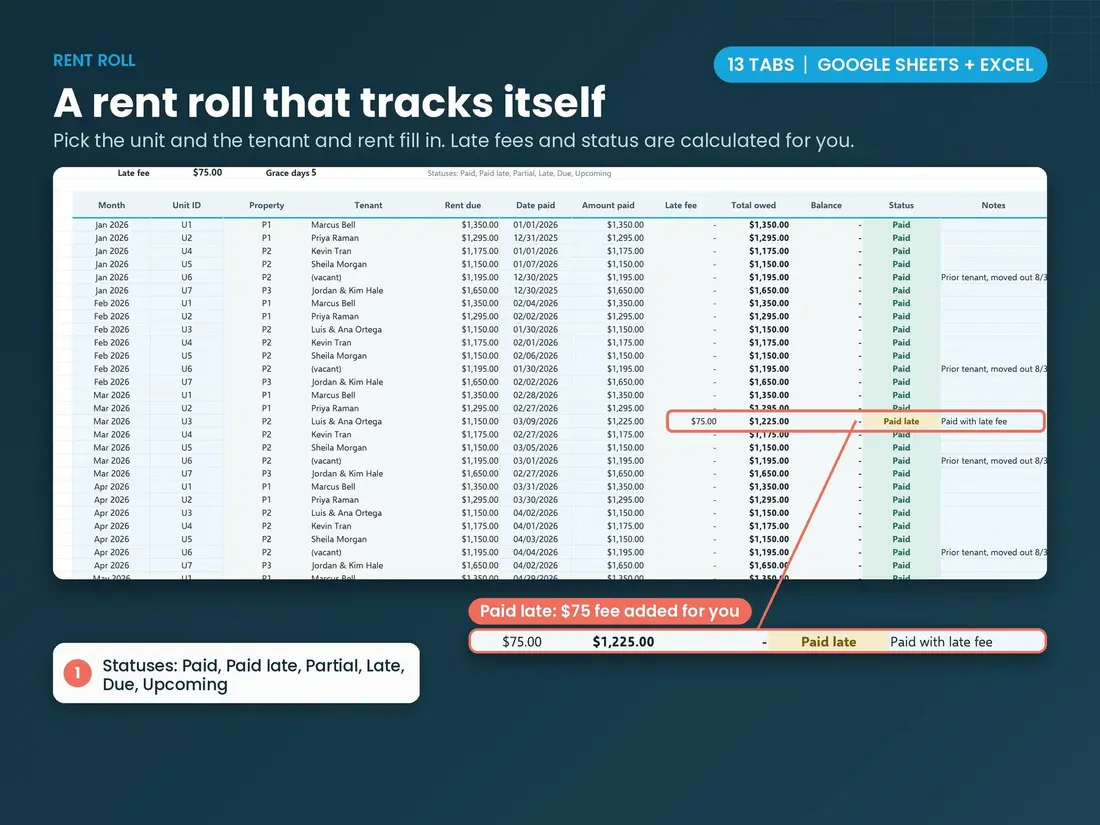 RENT ROLL
13 TABS | GOOGLE SHEETS + EXCEL
A rent roll that tracks itself
Pick the unit and the tenant and rent fill in. Late fees and status are calculated for you.
Late fee $75.00 Grace days 5 Statuses: Paid, Paid late, Partial, Late, Due, Upcoming
Month Unit ID Property Tenant Rent due Date paid Amount paid Late fee Total owed Balance Status Notes
Jan 2026 U1 P1 Marcus Bell $1,350.00 01/01/2026 $1,350.00 - $1,350.00 - Paid
Jan 2026 U2 P1 Priya Raman $1,295.00 12/31/2025 $1,295.00 - $1,295.00 - Paid
Jan 2026 U4 P2 Kevin Tran $1,175.00 01/01/2026 $1,175.00 - $1,175.00 - Paid
Jan 2026 U5 P2 Sheila Morgan $1,150.00 01/07/2026 $1,150.00 - $1,150.00 - Paid
Jan 2026 U6 P2 (vacant) $1,195.00 12/30/2025 $1,195.00 - $1,195.00 - Paid Prior tenant, moved out 8/3
Jan 2026 U7 P3 Jordan & Kim Hale $1,650.00 12/30/2025 $1,650.00 - $1,650.00 - Paid
Feb 2026 U1 P1 Marcus Bell $1,350.00 02/04/2026 $1,350.00 - $1,350.00 - Paid
Feb 2026 U2 P1 Priya Raman $1,295.00 02/02/2026 $1,295.00 - $1,295.00 - Paid
Feb 2026 U3 P2 Luis & Ana Ortega $1,150.00 01/30/2026 $1,150.00 - $1,150.00 - Paid
Feb 2026 U4 P2 Kevin Tran $1,175.00 02/01/2026 $1,175.00 - $1,175.00 - Paid
Feb 2026 U5 P2 Sheila Morgan $1,150.00 02/06/2026 $1,150.00 - $1,150.00 - Paid
Feb 2026 U6 P2 (vacant) $1,195.00 01/30/2026 $1,195.00 - $1,195.00 - Paid Prior tenant, moved out 8/3
Feb 2026 U7 P3 Jordan & Kim Hale $1,650.00 02/02/2026 $1,650.00 - $1,650.00 - Paid
Mar 2026 U1 P1 Marcus Bell $1,350.00 02/28/2026 $1,350.00 - $1,350.00 - Paid
Mar 2026 U2 P1 Priya Raman $1,295.00 02/27/2026 $1,295.00 - $1,295.00 - Paid
Mar 2026 U3 P2 Luis & Ana Ortega $1,150.00 03/09/2026 $1,225.00 $75.00 $1,225.00 - Paid late Paid with late fee
Mar 2026 U4 P2 Kevin Tran $1,175.00 02/27/2026 $1,175.00 - $1,175.00 - Paid
Mar 2026 U5 P2 Sheila Morgan $1,150.00 03/05/2026 $1,150.00 - $1,150.00 - Paid
Mar 2026 U6 P2 (vacant) $1,195.00 03/01/2026 $1,195.00 - $1,195.00 - Paid Prior tenant, moved out 8/3
Mar 2026 U7 P3 Jordan & Kim Hale $1,650.00 02/27/2026 $1,650.00 - $1,650.00 - Paid
Apr 2026 U1 P1 Marcus Bell $1,350.00 03/31/2026 $1,350.00 - $1,350.00 - Paid
Apr 2026 U2 P1 Priya Raman $1,295.00 03/30/2026 $1,295.00 - $1,295.00 - Paid
Apr 2026 U3 P2 Luis & Ana Ortega $1,150.00 04/02/2026 $1,150.00 - $1,150.00 - Paid
Apr 2026 U4 P2 Kevin Tran $1,175.00 04/01/2026 $1,175.00 - $1,175.00 - Paid
Apr 2026 U5 P2 Sheila Morgan $1,150.00 04/03/2026 $1,150.00 - $1,150.00 - Paid
Apr 2026 U6 P2 (vacant) $1,195.00 04/04/2026 $1,195.00 - $1,195.00 - Paid Prior tenant, moved out 8/3
Apr 2026 U7 P3 Jordan & Kim Hale $1,650.00 04/02/2026 $1,650.00 - $1,650.00 - Paid
May 2026 U1 P1 Marcus Bell $1,350.00 04/29/2026 $1,350.00 - $1,350.00 - Paid
Paid late: $75 fee added for you
$75.00 $1,225.00 - Paid late Paid with late fee
1 Statuses: Paid, Paid late, Partial, Late,
Due, Upcoming